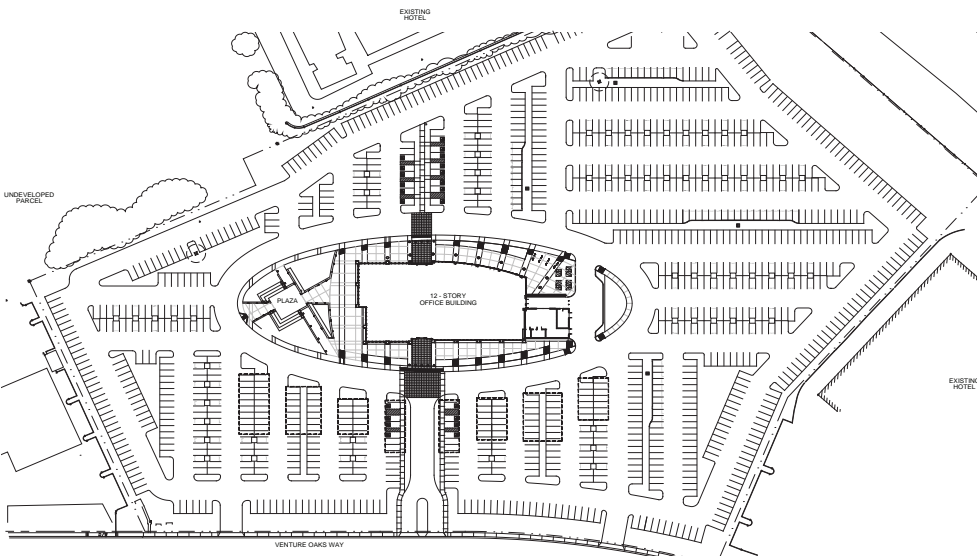 EXISTING
HOTEL
UNDEVELOPED
PARCEL
PLAZA
12 - STORY
OFFICE BUILDING
EXISTING
HOTEL
VENTURE OAKS WAY